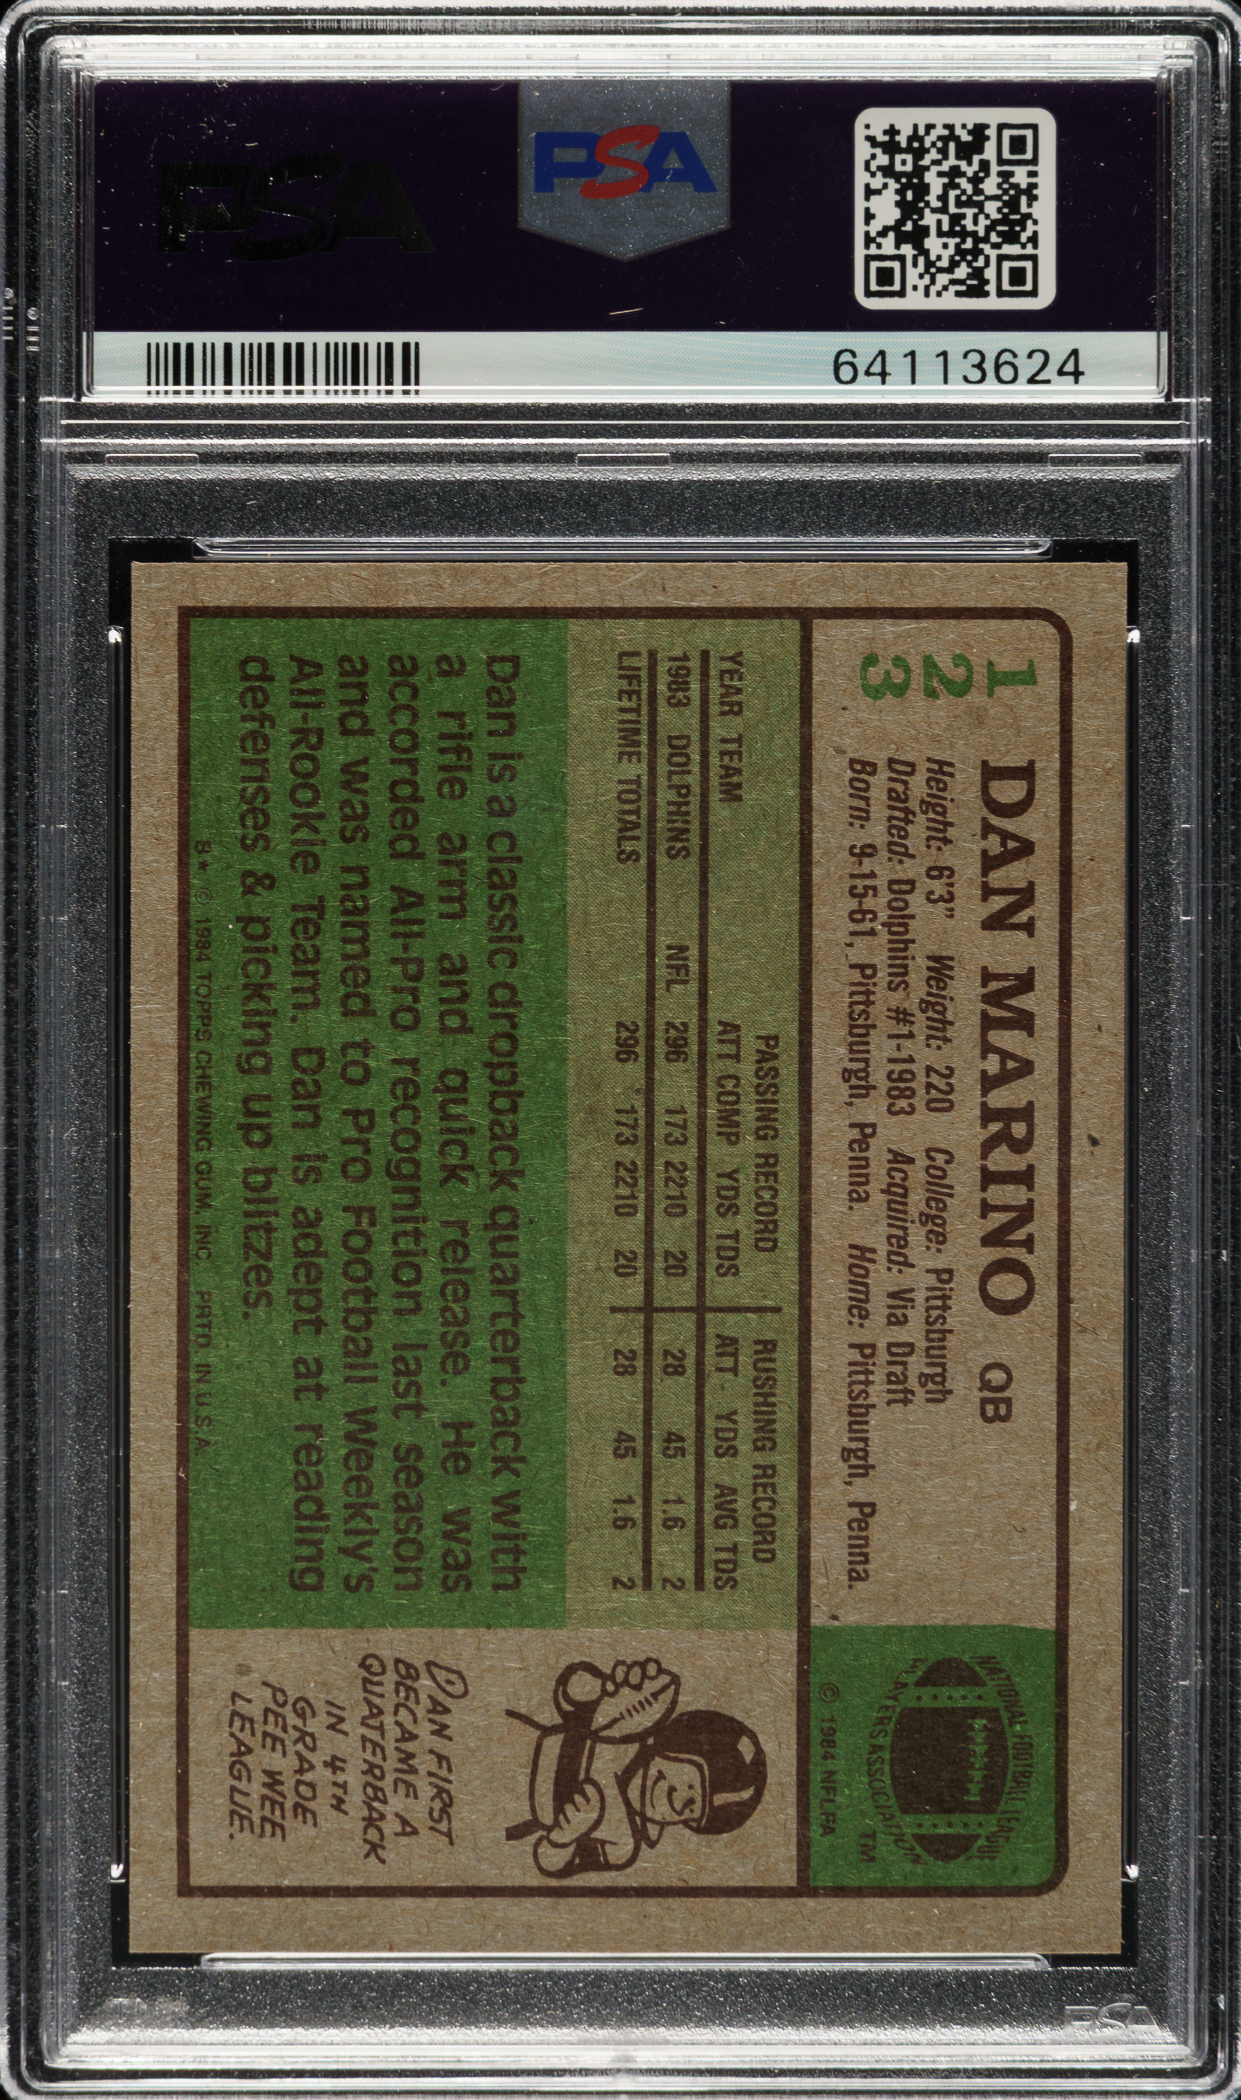 PSA
PSA
64113624
123
DAN MARINO QB
Height: 6'3" Weight: 220 College: Pittsburgh
Drafted: Dolphins #1-1983 Acquired: Via Draft
Born: 9-15-61, Pittsburgh, Penna. Home: Pittsburgh, Penna.
NATIONAL FOOTBALL LEAGUE
PLAYERS ASSOCIATION
TM
© 1984 NFLPA
PASSING RECORD RUSHING RECORD
YEAR TEAM ATT COMP YDS TDS ATT YDS AVG TDS
1983 DOLPHINS NFL 296 173 2210 20 28 45 1.6 2
LIFETIME TOTALS 296 173 2210 20 28 45 1.6 2
Dan is a classic dropback quarterback with
a rifle arm and quick release. He was
accorded All-Pro recognition last season
and was named to Pro Football Weekly's
All-Rookie Team. Dan is adept at reading
defenses & picking up blitzes.
DAN FIRST
BECAME A
QUATERBACK
IN 4TH
GRADE
PEE WEE
LEAGUE.
B* © 1984 TOPPS CHEWING GUM, INC. PRTD. IN U.S.A.
PSA